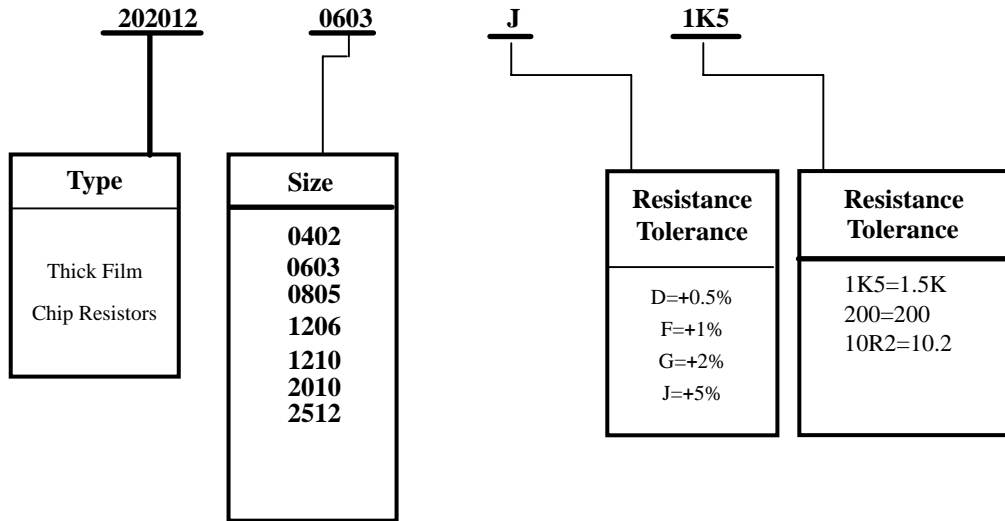 202012 0603 J 1K5
Type
Thick Film
Chip Resistors
Size
0402
0603
0805
1206
1210
2010
2512
Resistance
Tolerance
D=+0.5%
F=+1%
G=+2%
J=+5%
Resistance
Tolerance
1K5=1.5K
200=200
10R2=10.2